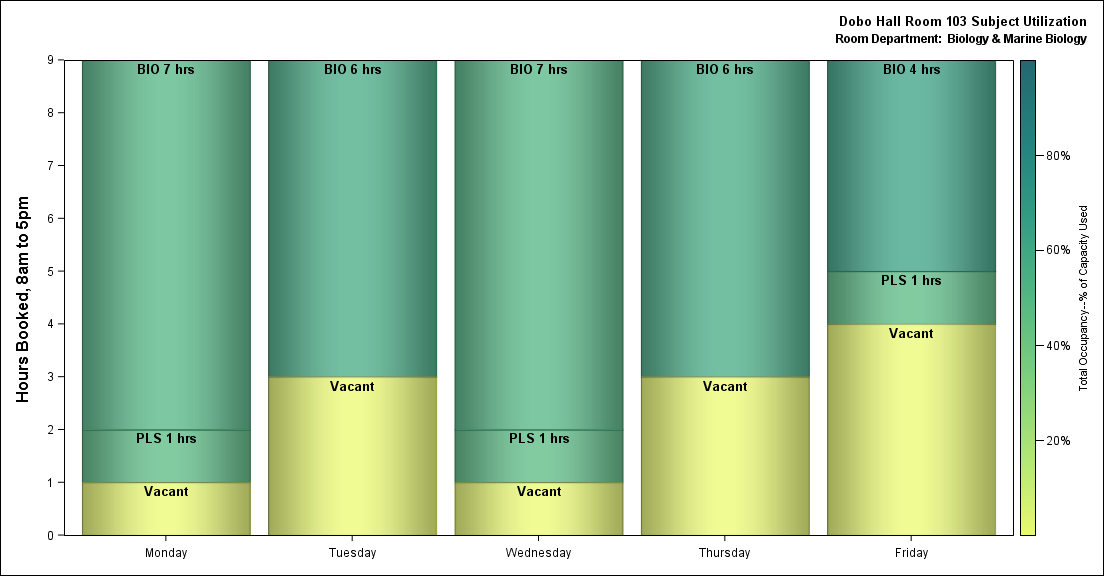 Dobo Hall Room 103 Subject Utilization
Room Department: Biology & Marine Biology
Hours Booked, 8am to 5pm
9
8
7
6
5
4
3
2
1
0
BIO 7 hrs
PLS 1 hrs
Vacant
BIO 6 hrs
Vacant
BIO 7 hrs
PLS 1 hrs
Vacant
BIO 6 hrs
Vacant
BIO 4 hrs
PLS 1 hrs
Vacant
Monday
Tuesday
Wednesday
Thursday
Friday
80%
60%
40%
20%
Total Occupancy--% of Capacity Used